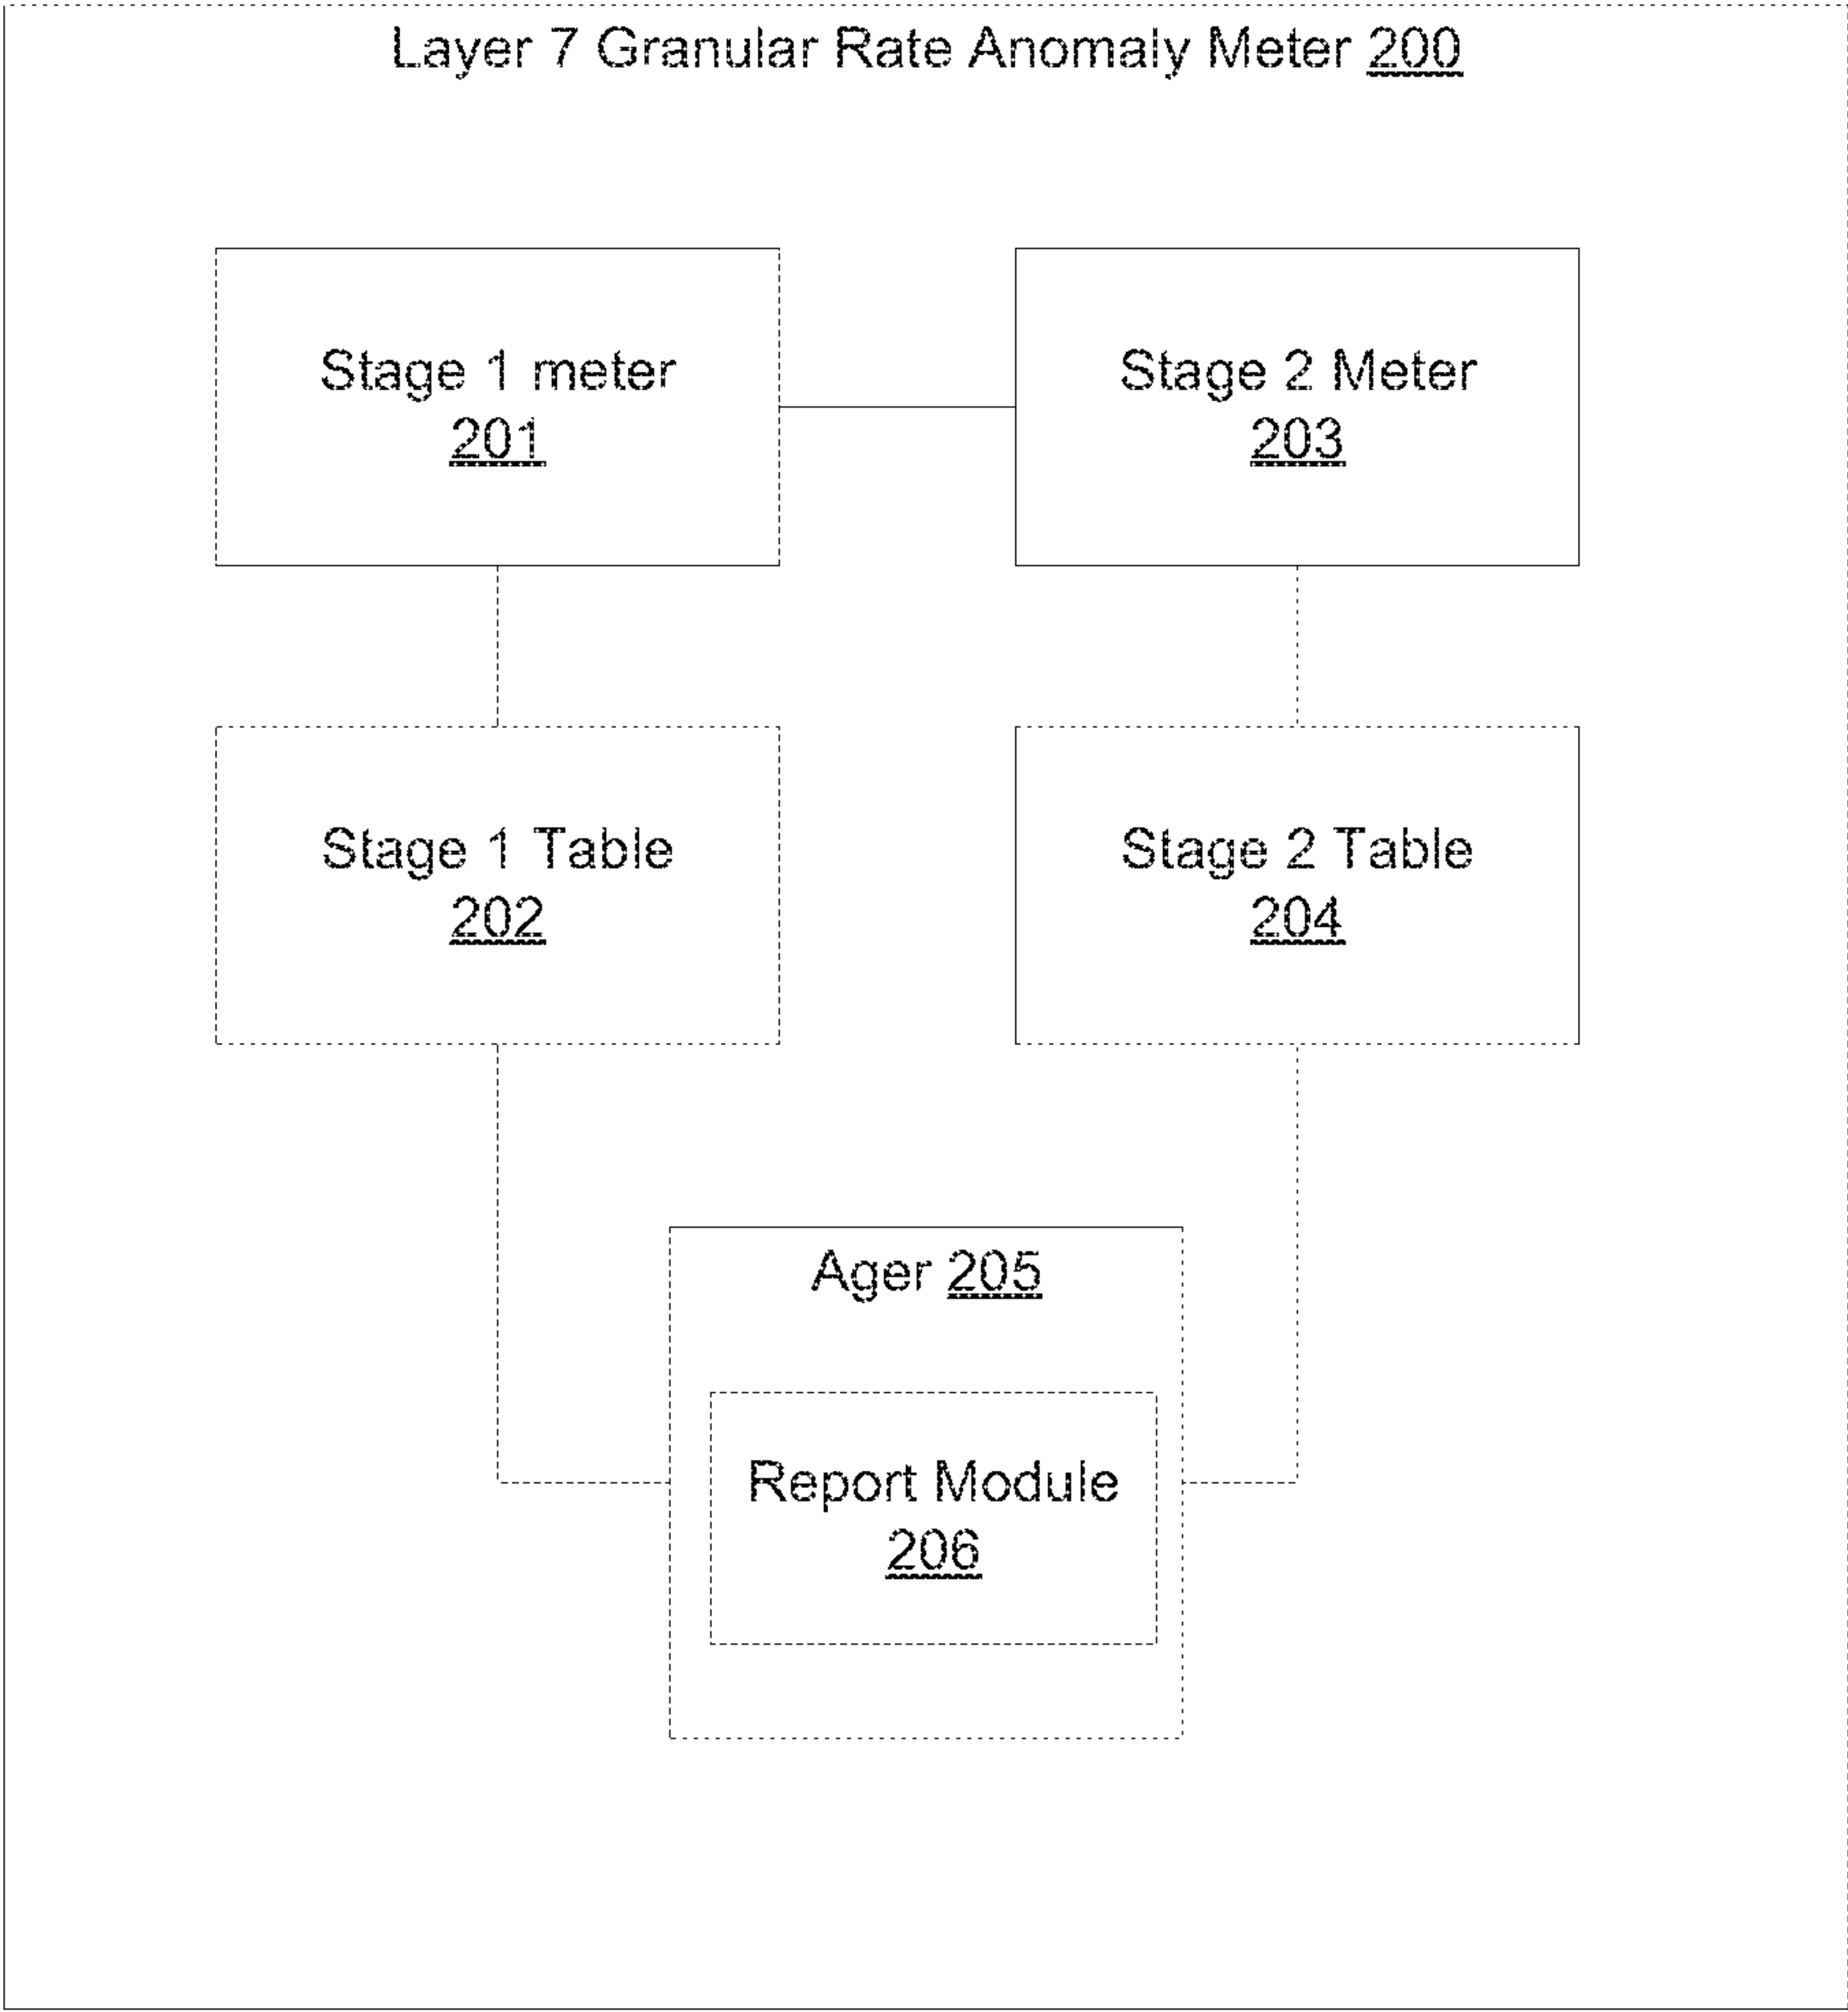 Layer 7 Granular Rate Anomaly Meter 200
Stage 1 meter
201
Stage 2 Meter
203
Stage 1 Table
202
Stage 2 Table
204
Ager 205
Report Module
206